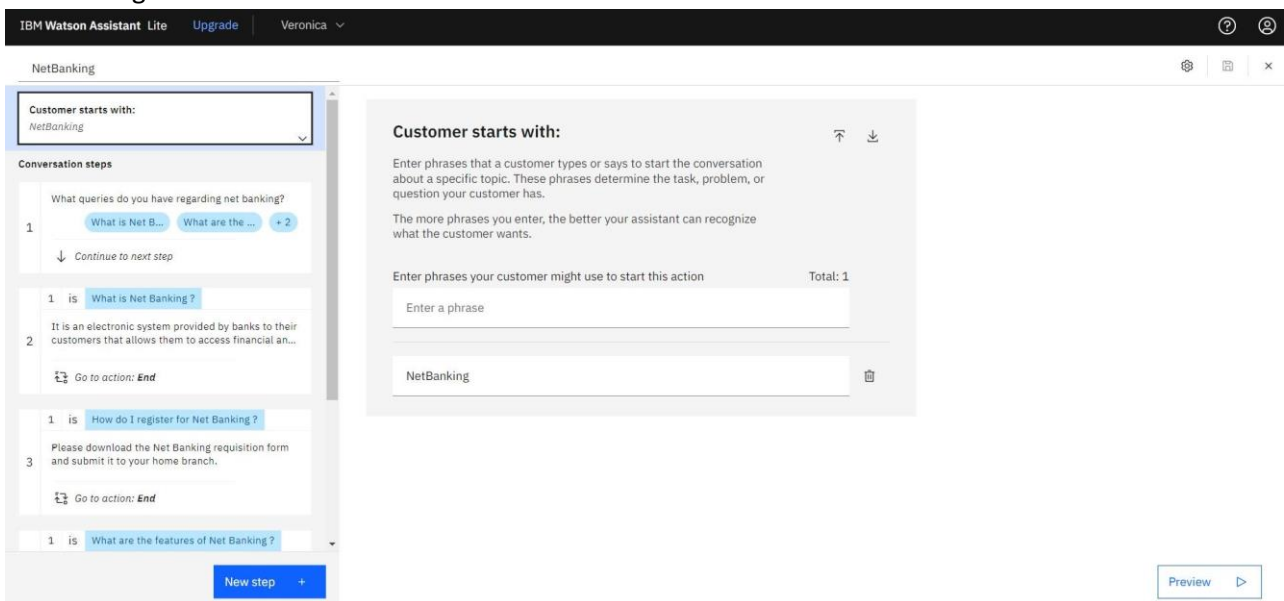 IBM Watson Assistant Lite Upgrade Veronica
NetBanking
Customer starts with:
NetBanking
Conversation steps
1
What queries do you have regarding net banking?
What is Net B... What are the ... + 2
Continue to next step
1 is What is Net Banking ?
2
It is an electronic system provided by banks to their
customers that allows them to access financial an...
Go to action: End
1 is How do I register for Net Banking ?
3
Please download the Net Banking requisition form
and submit it to your home branch.
Go to action: End
1 is What are the features of Net Banking ?
New step +
Customer starts with:
Enter phrases that a customer types or says to start the conversation
about a specific topic. These phrases determine the task, problem, or
question your customer has.
The more phrases you enter, the better your assistant can recognize
what the customer wants.
Enter phrases your customer might use to start this action Total: 1
Enter a phrase
NetBanking
Preview